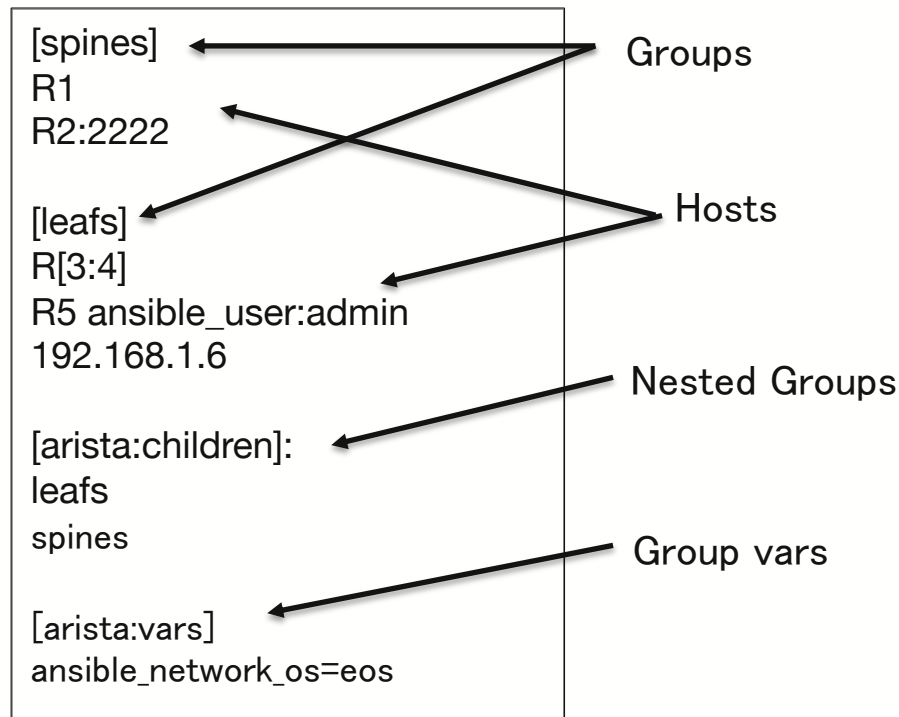 [spines]
R1
R2:2222
[leafs]
R[3:4]
R5 ansible_user:admin
192.168.1.6
[arista:children]:
leafs
spines
[arista:vars]
ansible_network_os=eos
Groups
Hosts
Nested Groups
Group vars